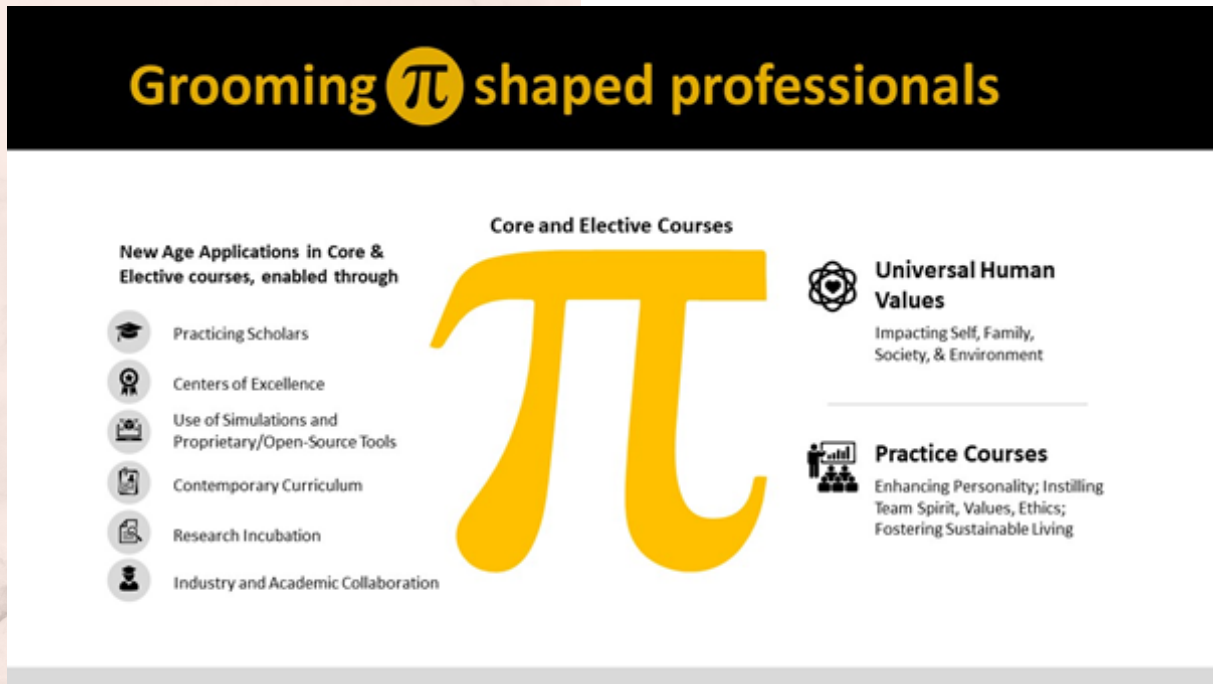 Grooming π shaped professionals
Core and Elective Courses
New Age Applications in Core &
Elective courses, enabled through
Practicing Scholars
Centers of Excellence
Use of Simulations and
Proprietary/Open-Source Tools
Contemporary Curriculum
Research Incubation
Industry and Academic Collaboration
π
Universal Human
Values
Impacting Self, Family,
Society, & Environment
Practice Courses
Enhancing Personality; Instilling
Team Spirit, Values, Ethics;
Fostering Sustainable Living